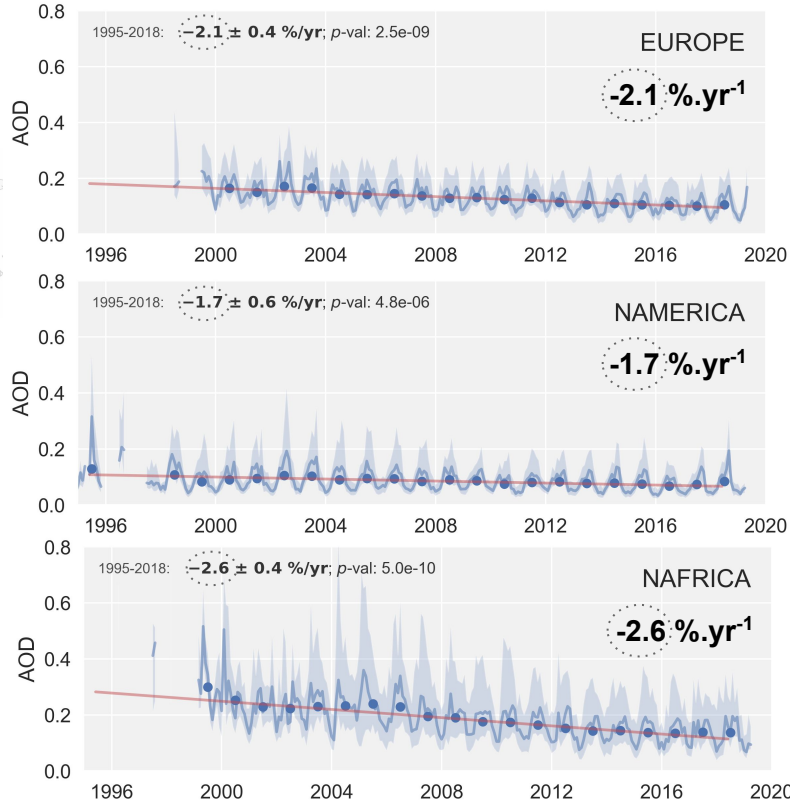 0.8
1995-2018: −2.1 ± 0.4 %/yr; p-val: 2.5e-09
EUROPE
0.6
-2.1 %.yr-1
AOD
0.4
0.2
0.0
1996 2000 2004 2008 2012 2016 2020
0.8
1995-2018: −1.7 ± 0.6 %/yr; p-val: 4.8e-06
NAMERICA
0.6
-1.7 %.yr-1
AOD
0.4
0.2
0.0
1996 2000 2004 2008 2012 2016 2020
0.8
1995-2018: −2.6 ± 0.4 %/yr; p-val: 5.0e-10
NAFRICA
0.6
-2.6 %.yr-1
AOD
0.4
0.2
0.0
1996 2000 2004 2008 2012 2016 2020